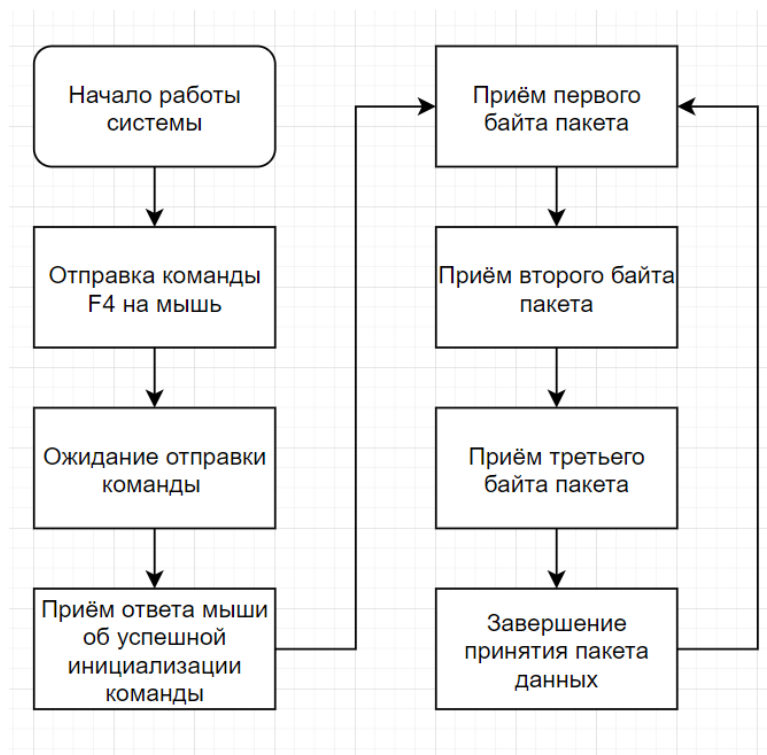 Начало работы
системы
Отправка команды
F4 на мышь
Ожидание отправки
команды
Приём ответа мыши
об успешной
инициализации
команды
Приём первого
байта пакета
Приём второго байта
пакета
Приём третьего
байта пакета
Завершение
принятия пакета
данных